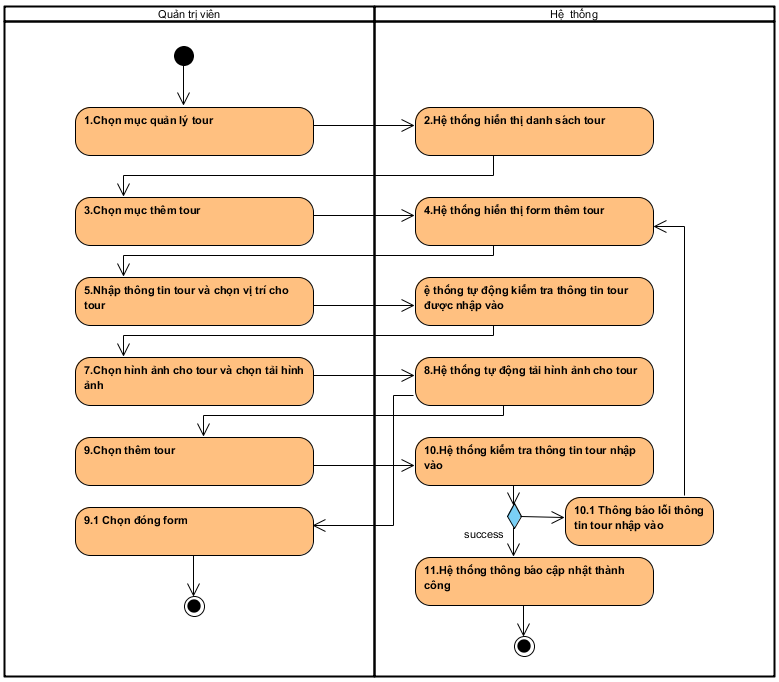 Quản trị viên
Hệ thống
1.Chọn mục quản lý tour
2.Hệ thống hiển thị danh sách tour
3.Chọn mục thêm tour
4.Hệ thống hiển thị form thêm tour
5.Nhập thông tin tour và chọn vị trí cho
tour
ệ thống tự động kiểm tra thông tin tour
được nhập vào
7.Chọn hình ảnh cho tour và chọn tải hình
ảnh
8.Hệ thống tự động tải hình ảnh cho tour
9.Chọn thêm tour
10.Hệ thống kiểm tra thông tin tour nhập
vào
9.1 Chọn đóng form
10.1 Thông báo lỗi thông
tin tour nhập vào
success
11.Hệ thống thông báo cập nhật thành
công